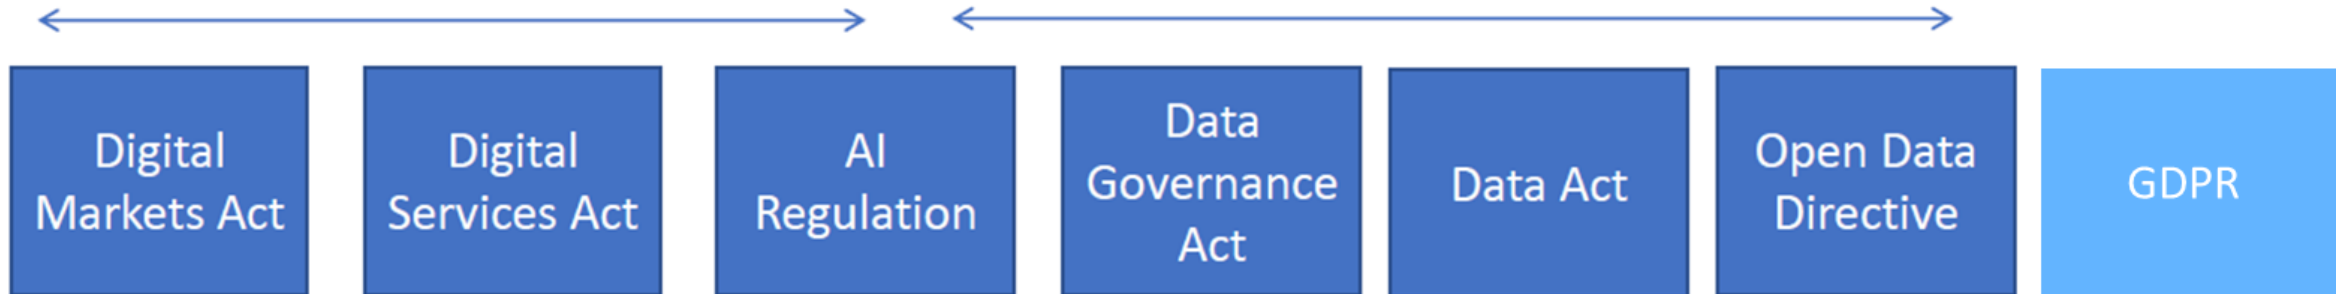 Digital
Markets Act
Digital
Services Act
AI
Regulation
Data
Governance
Act
Data Act
Open Data
Directive
GDPR